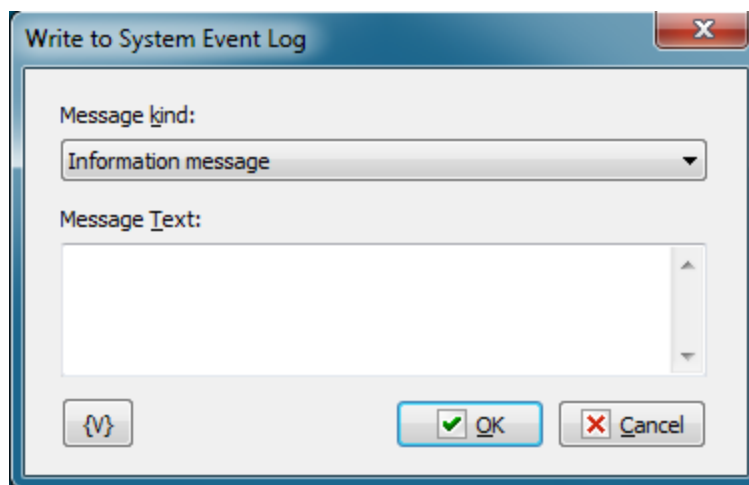 Write to System Event Log
Message kind:
Information message
Message Text:
{V}
OK
Cancel